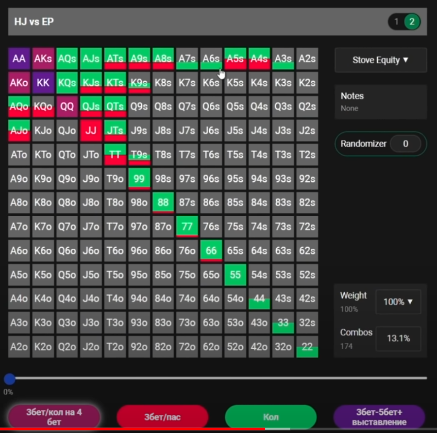 HJ vs EP
1 2
AA AKs AQs AJs ATs A9s A8s A7s A6s A5s A4s A3s A2s
AKo KK KQs KJs KTs K9s K8s K7s K6s K5s K4s K3s K2s
AQo KQo QQ QJs QTs Q9s Q8s Q7s Q6s Q5s Q4s Q3s Q2s
AJo KJo QJo JJ JTs J9s J8s J7s J6s J5s J4s J3s J2s
ATo KTo QTo JTo TT T9s T8s T7s T6s T5s T4s T3s T2s
A9o K9o Q9o J9o T9o 99 98s 97s 96s 95s 94s 93s 92s
A8o K8o Q8o J8o T8o 98o 88 87s 86s 85s 84s 83s 82s
A7o K7o Q7o J7o T7o 97o 87o 77 76s 75s 74s 73s 72s
A6o K6o Q6o J6o T6o 96o 86o 76o 66 65s 64s 63s 62s
A5o K5o Q5o J5o T5o 95o 85o 75o 65o 55 54s 53s 52s
A4o K4o Q4o J4o T4o 94o 84o 74o 64o 54o 44 43s 42s
A3o K3o Q3o J3o T3o 93o 83o 73o 63o 53o 43o 33 32s
A2o K2o Q2o J2o T2o 92o 82o 72o 62o 52o 42o 32o 22
Stove Equity ▼
Notes
None
Randomizer 0
Weight
100%
100% ▼
Combos
174
13.1%
0%
3бет/кол на 4
бет
3бет/пас
Кол
3бет-5бет+
выставление